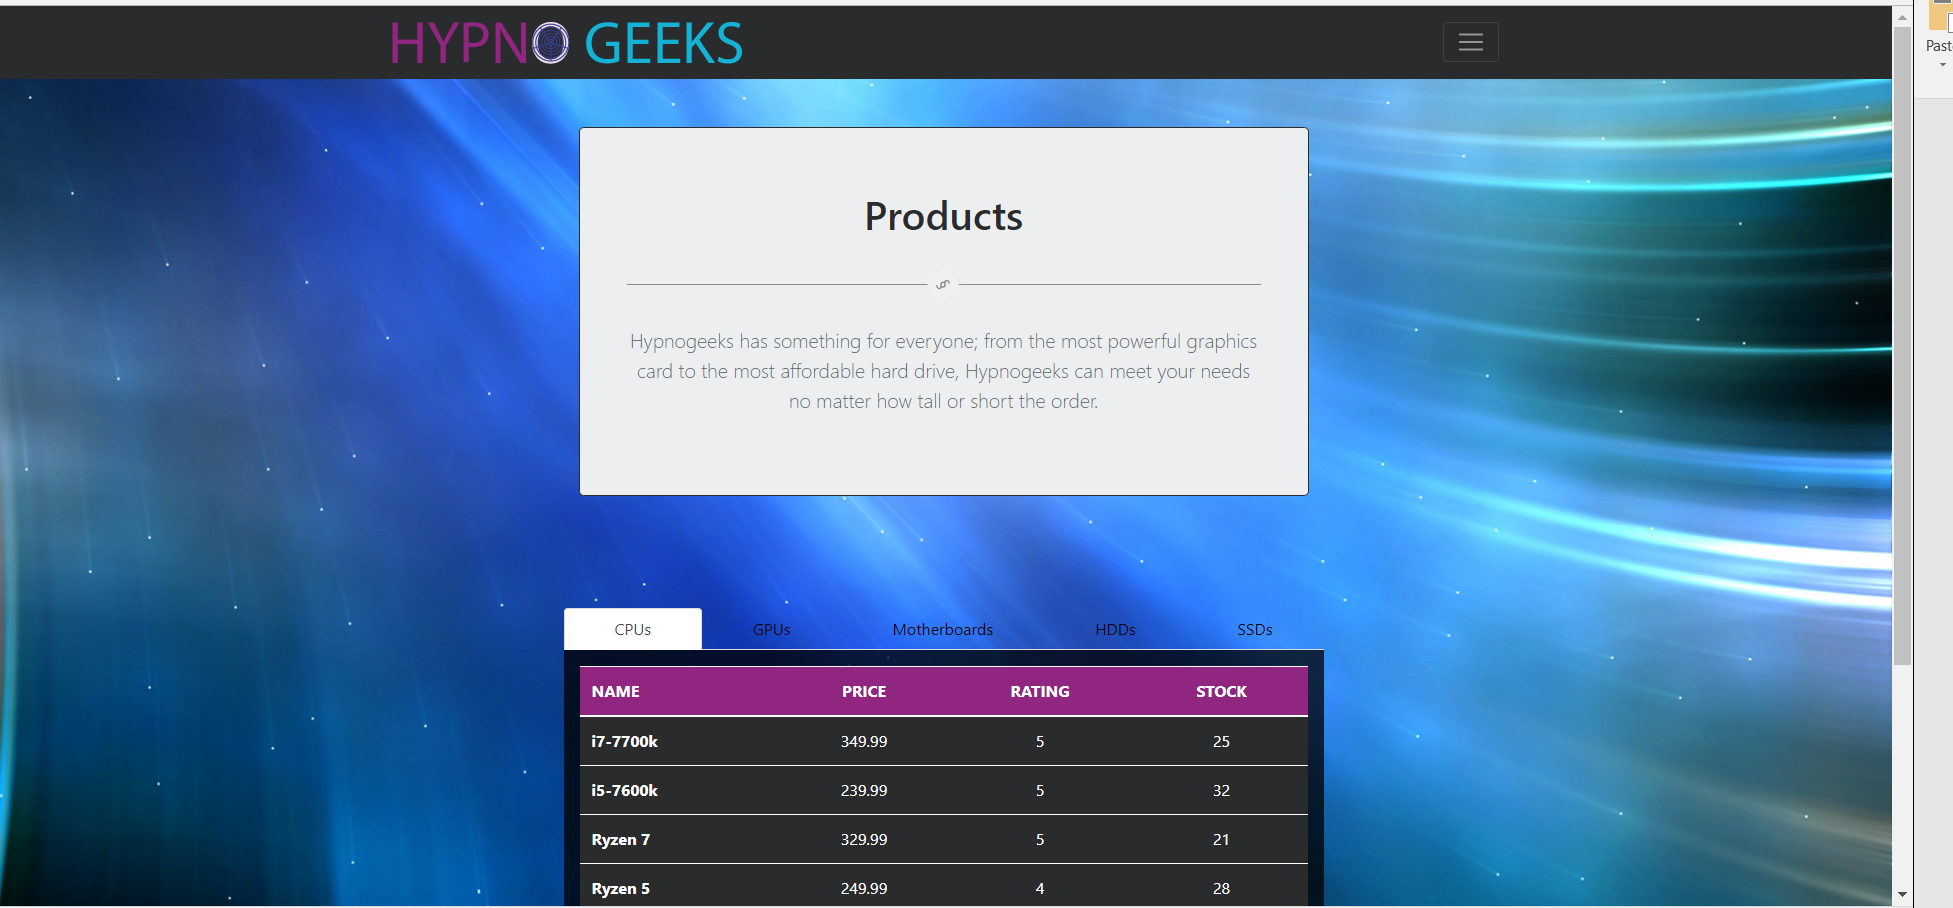 HYPNO GEEKS
Products
Hypnogeeks has something for everyone; from the most powerful graphics
card to the most affordable hard drive, Hypnogeeks can meet your needs
no matter how tall or short the order.
CPUs GPUs Motherboards HDDs SSDs
NAME PRICE RATING STOCK
i7-7700k 349.99 5 25
i5-7600k 239.99 5 32
Ryzen 7 329.99 5 21
Ryzen 5 249.99 4 28